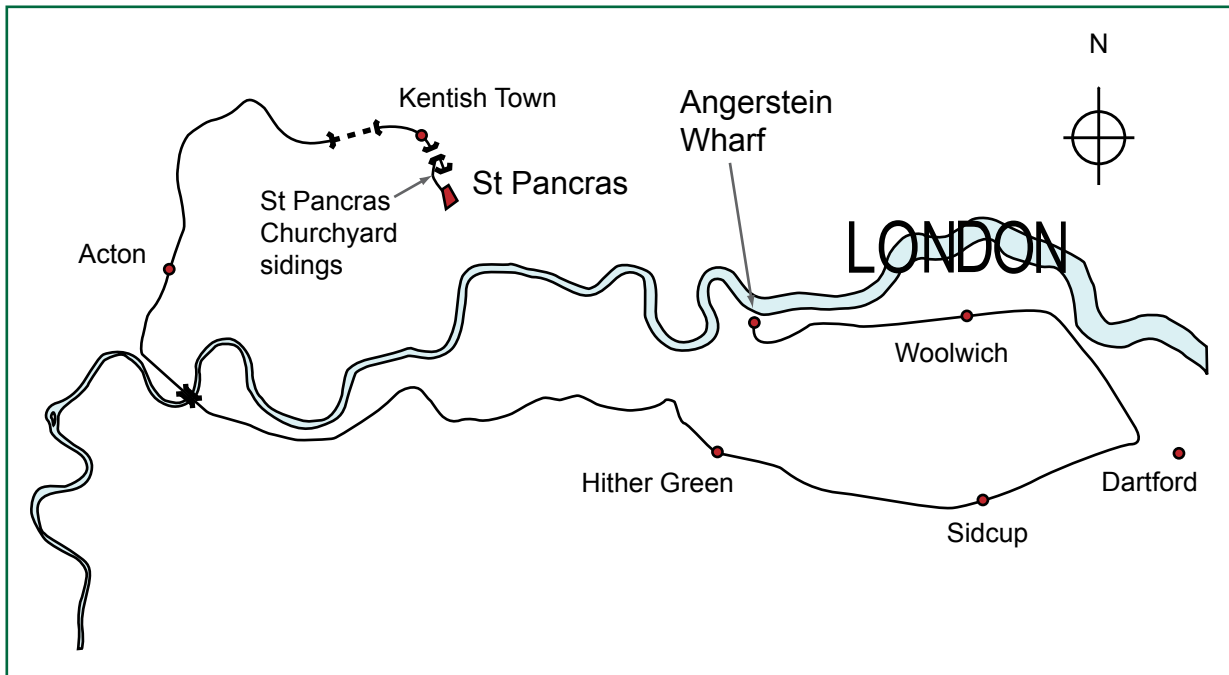 N
Kentish Town
Angerstein
Wharf
St Pancras
St Pancras
Churchyard
sidings
Acton
LONDON
Woolwich
Hither Green
Dartford
Sidcup